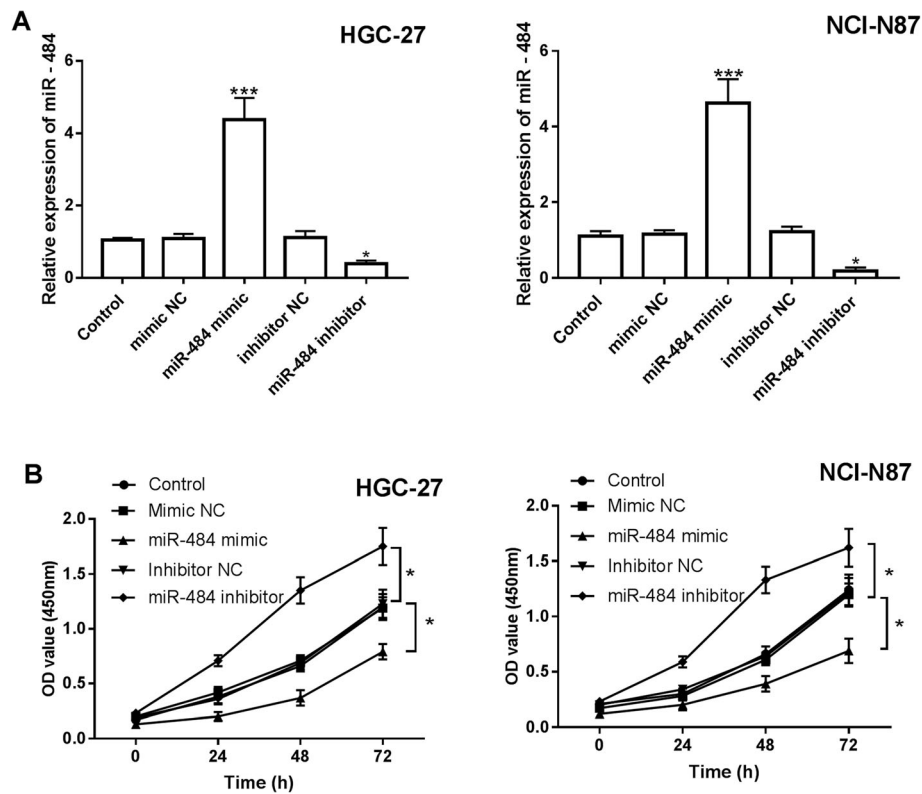 A
HGC-27
Relative expression of miR - 484
6
4
2
0
***
*
Control
mimic NC
miR-484 mimic
inhibitor NC
miR-484 inhibitor
NCI-N87
Relative expression of miR - 484
6
4
2
0
***
*
Control
mimic NC
miR-484 mimic
inhibitor NC
miR-484 inhibitor
B
HGC-27
Control
Mimic NC
miR-484 mimic
Inhibitor NC
miR-484 inhibitor
OD value (450nm)
2.0
1.5
1.0
0.5
0.0
*
*
0 24 48 72
Time (h)
NCI-N87
Control
Mimic NC
miR-484 mimic
Inhibitor NC
miR-484 inhibitor
OD value (450nm)
2.0
1.5
1.0
0.5
0.0
*
*
0 24 48 72
Time (h)